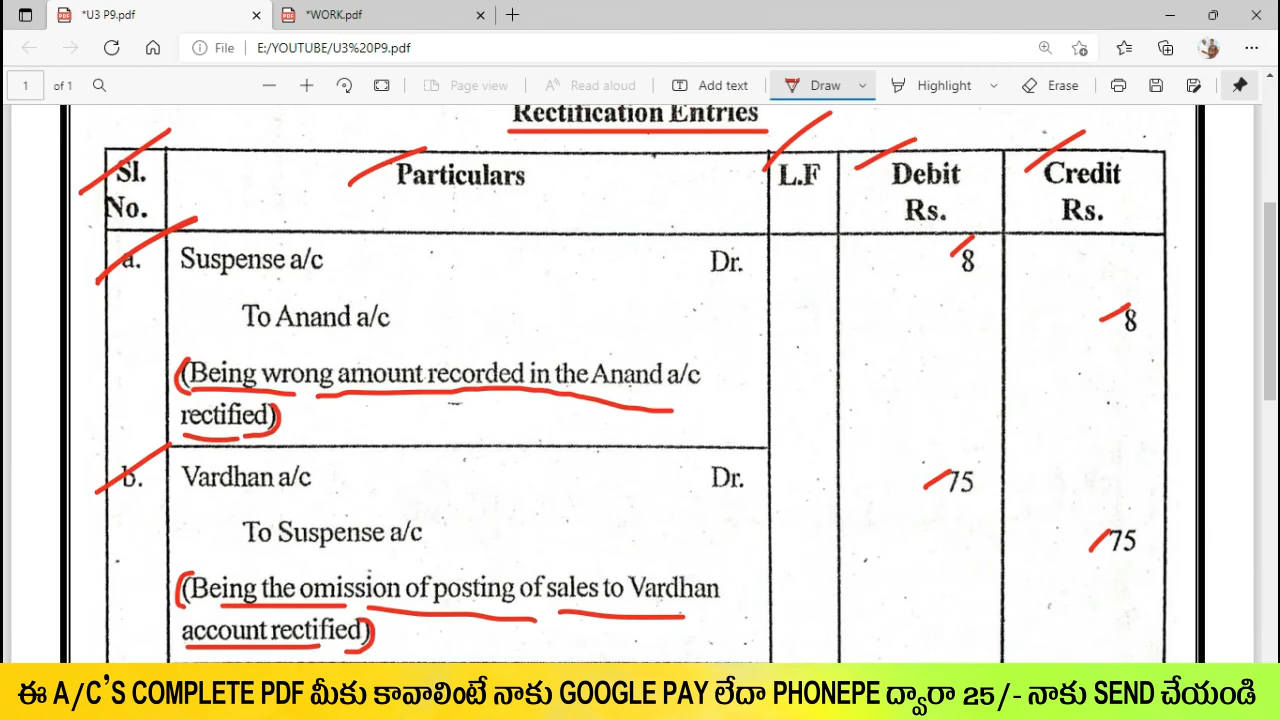 *U3 P9.pdf
*WORK.pdf
File
E:/YOUTUBE/U3%20P9.pdf
1 of 1
Page view
Read aloud
Add text
Draw
Highlight
Erase
Rectification Entries
Sl. No. Particulars L.F Debit Rs. Credit Rs.
a. Suspense a/c Dr. 8
To Anand a/c 8
(Being wrong amount recorded in the Anand a/c
rectified)
b. Vardhan a/c Dr. 75
To Suspense a/c 75
(Being the omission of posting of sales to Vardhan
account rectified)
ఈ A/C'S COMPLETE PDF మీకు కావాలింటే నాకు GOOGLE PAY లేదా PHONEPE ద్వారా 25/- నాకు SEND చేయండి